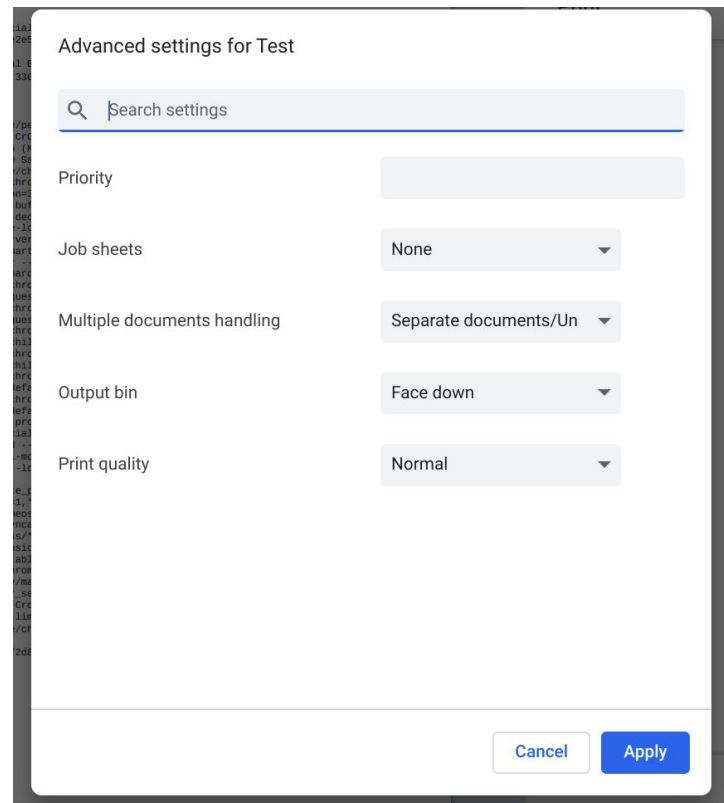 Advanced settings for Test
Search settings
Priority
Job sheets None
Multiple documents handling Separate documents/Un
Output bin Face down
Print quality Normal
Cancel Apply